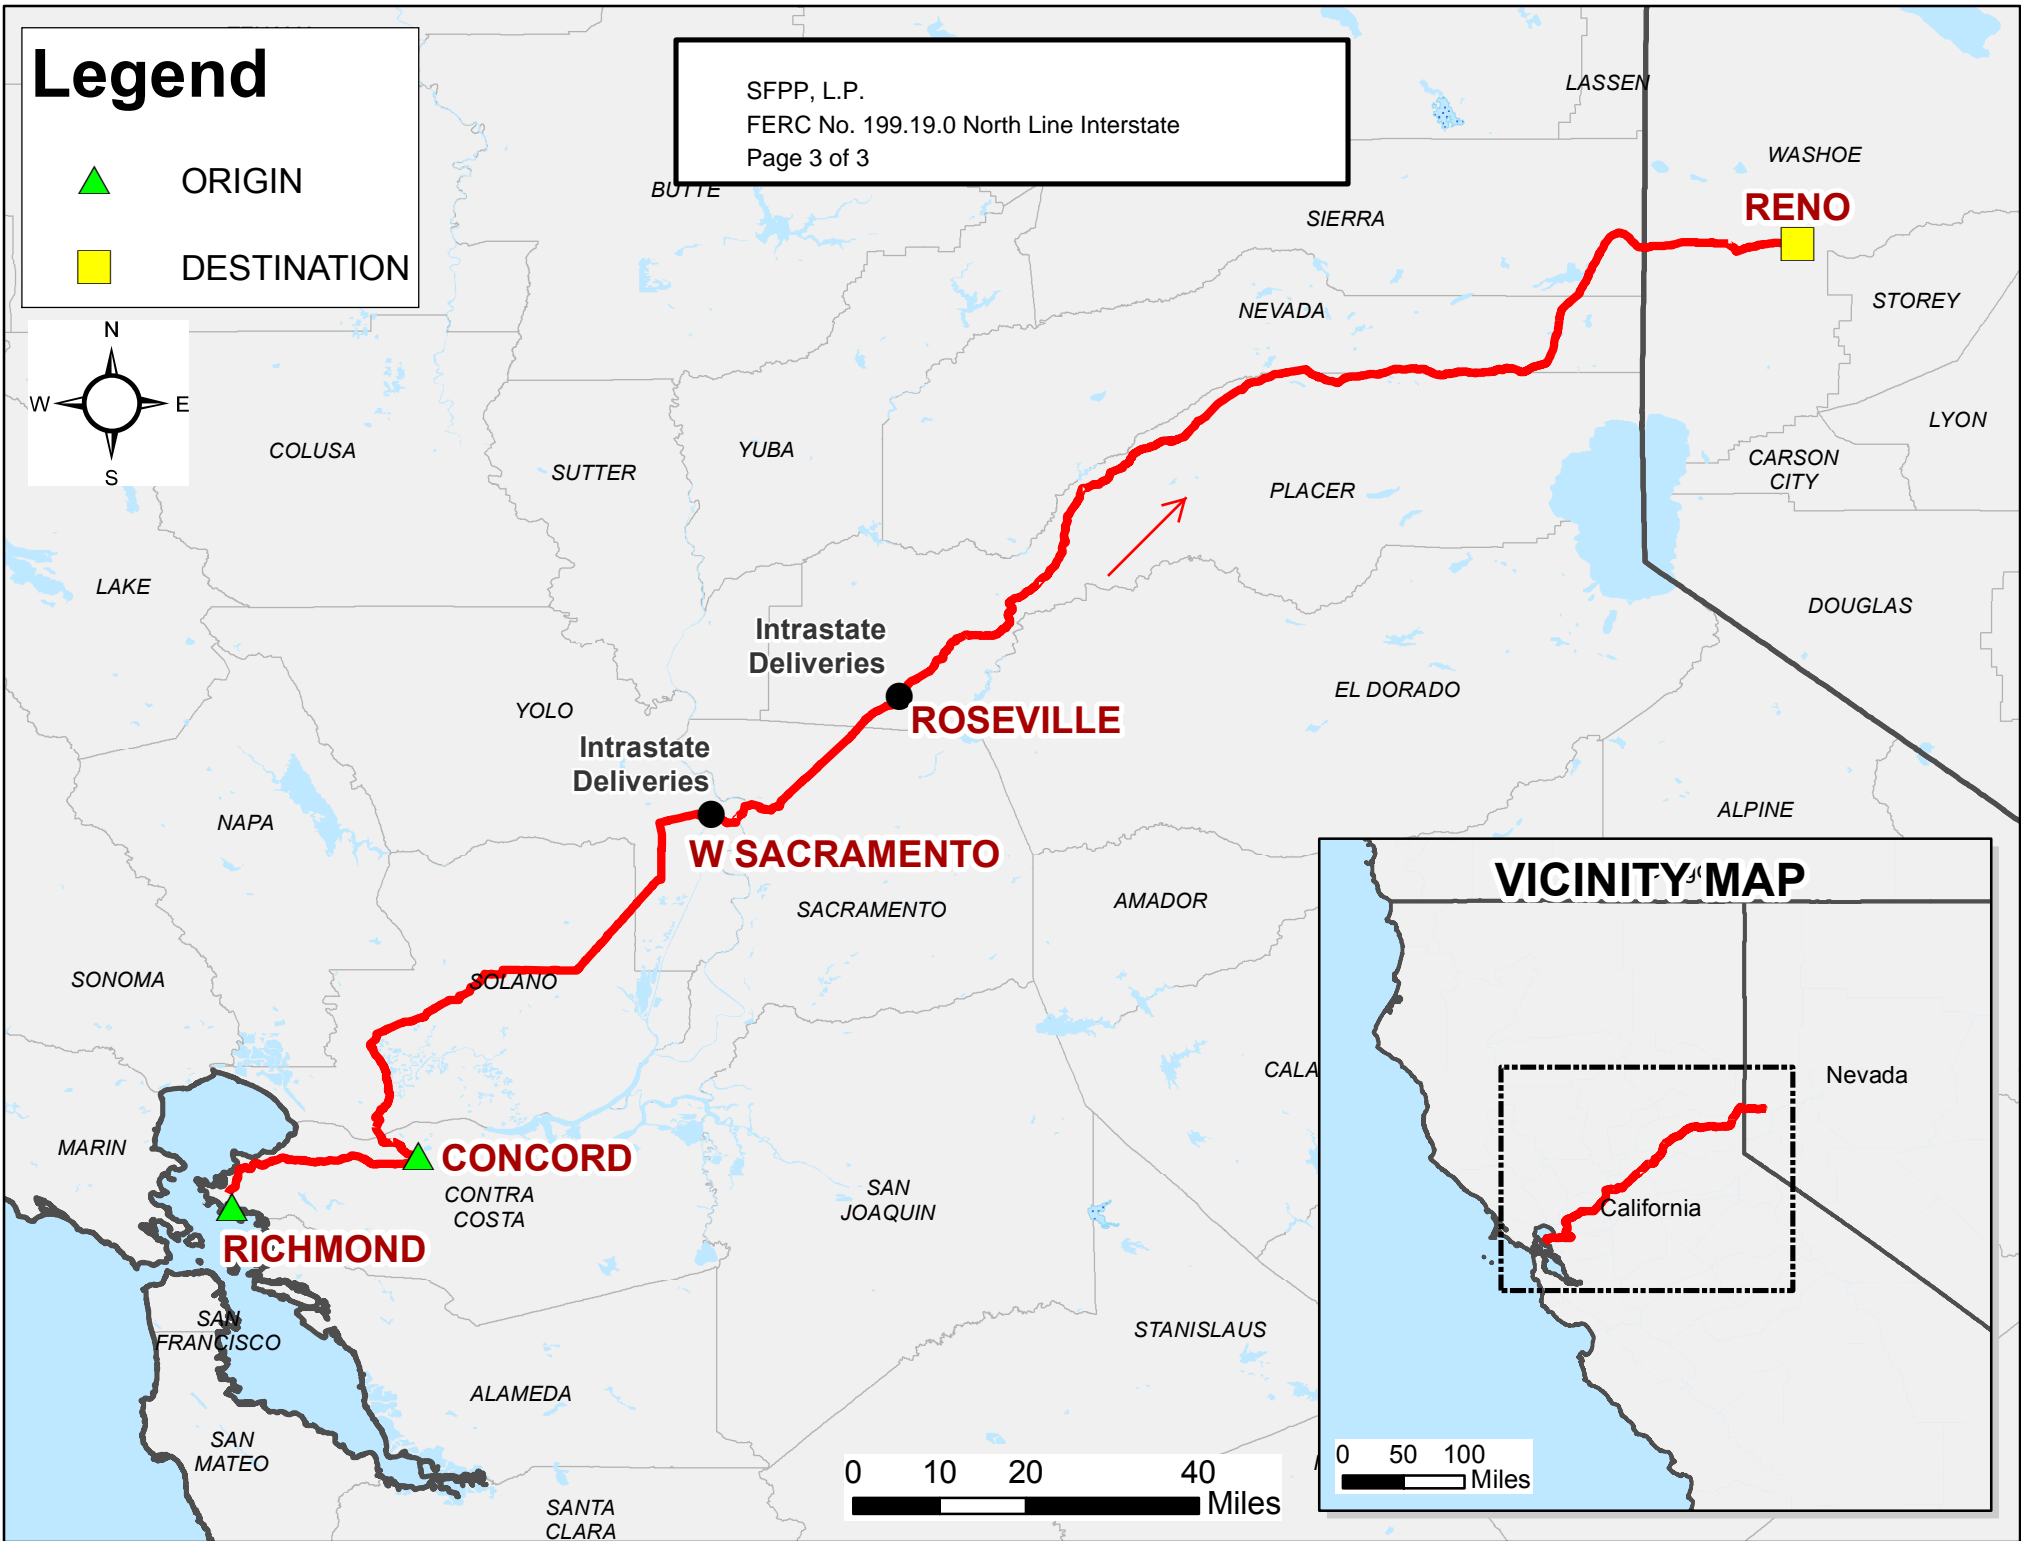 Legend
ORIGIN
DESTINATION
SFPP, L.P.
FERC No. 199.19.0 North Line Interstate
Page 3 of 3
N
W
E
S
LASSEN
WASHOE
RENO
BUTTE
SIERRA
NEVADA
STOREY
COLUSA
SUTTER
YUBA
LYON
CARSON
CITY
PLACER
LAKE
DOUGLAS
Intrastate
Deliveries
ROSEVILLE
EL DORADO
YOLO
Intrastate
Deliveries
W SACRAMENTO
NAPA
ALPINE
SACRAMENTO
AMADOR
SONOMA
SOLANO
CALA
MARIN
CONCORD
CONTRA
COSTA
SAN
JOAQUIN
RICHMOND
SAN
FRANCISCO
STANISLAUS
ALAMEDA
SAN
MATEO
SANTA
CLARA
0 10 20 40
Miles
VICINITY MAP
Nevada
California
0 50 100
Miles